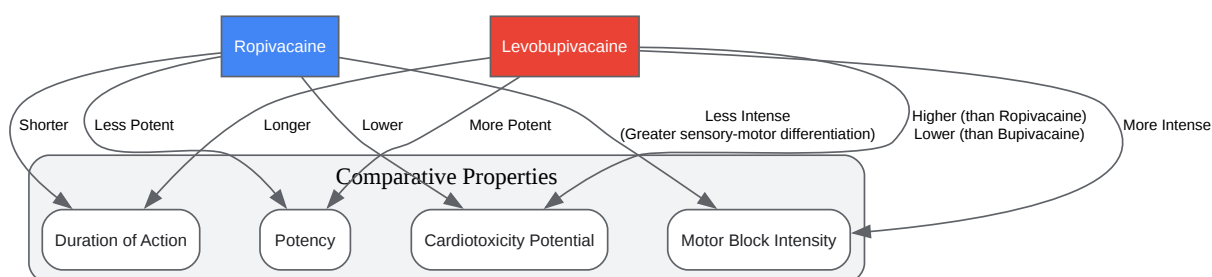 Ropivacaine
Levobupivacaine
Shorter
Less Potent
Longer
Lower
More Potent
Less Intense
(Greater sensory-motor differentiation)
Higher (than Ropivacaine)
Lower (than Bupivacaine)
More Intense
Comparative Properties
Duration of Action
Potency
Cardiotoxicity Potential
Motor Block Intensity